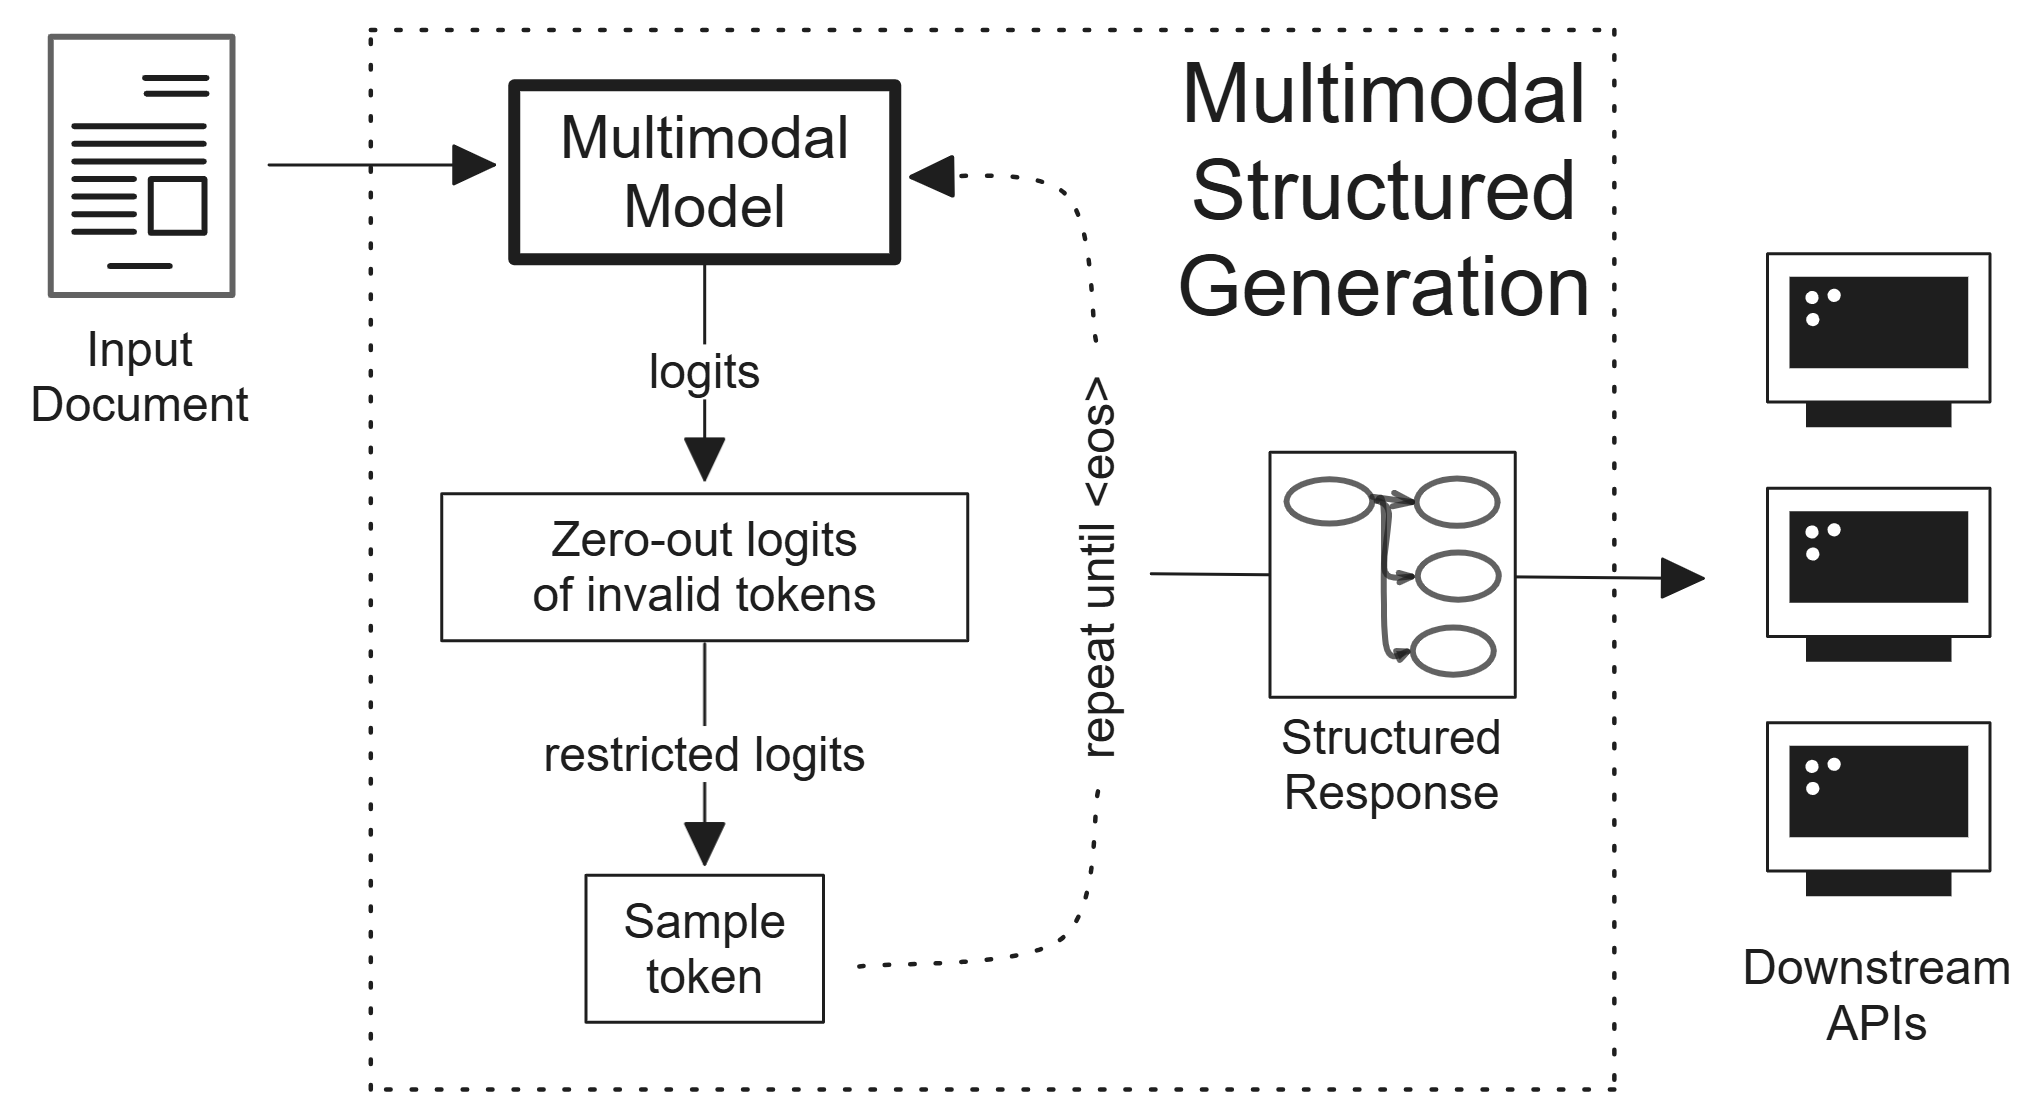 Input
Document
Multimodal
Model
logits
Zero-out logits
of invalid tokens
restricted logits
Sample
token
repeat until <eos>
Multimodal
Structured
Generation
Structured
Response
Downstream
APIs